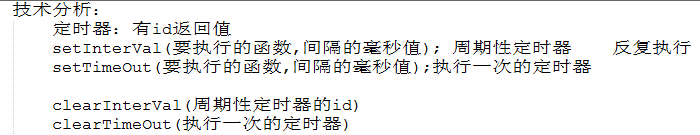 技术分析：
定时器：有id返回值
setInterVal(要执行的函数,间隔的毫秒值); 周期性定时器    反复执行
setTimeOut(要执行的函数,间隔的毫秒值);执行一次的定时器
clearInterVal(周期性定时器的id)
clearTimeOut(执行一次的定时器)